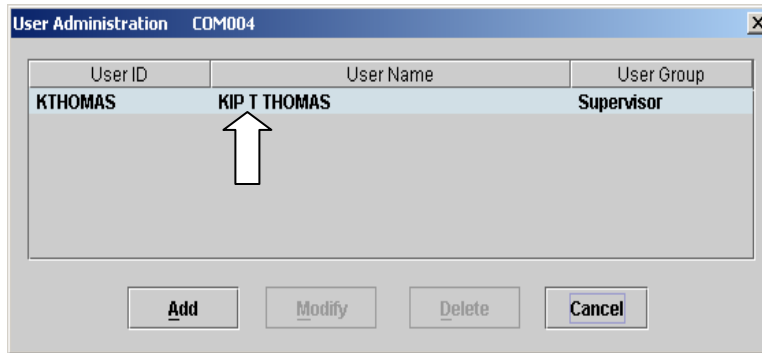 User Administration COM004
User ID User Name User Group
KTHOMAS KIP T THOMAS Supervisor
Add Modify Delete Cancel